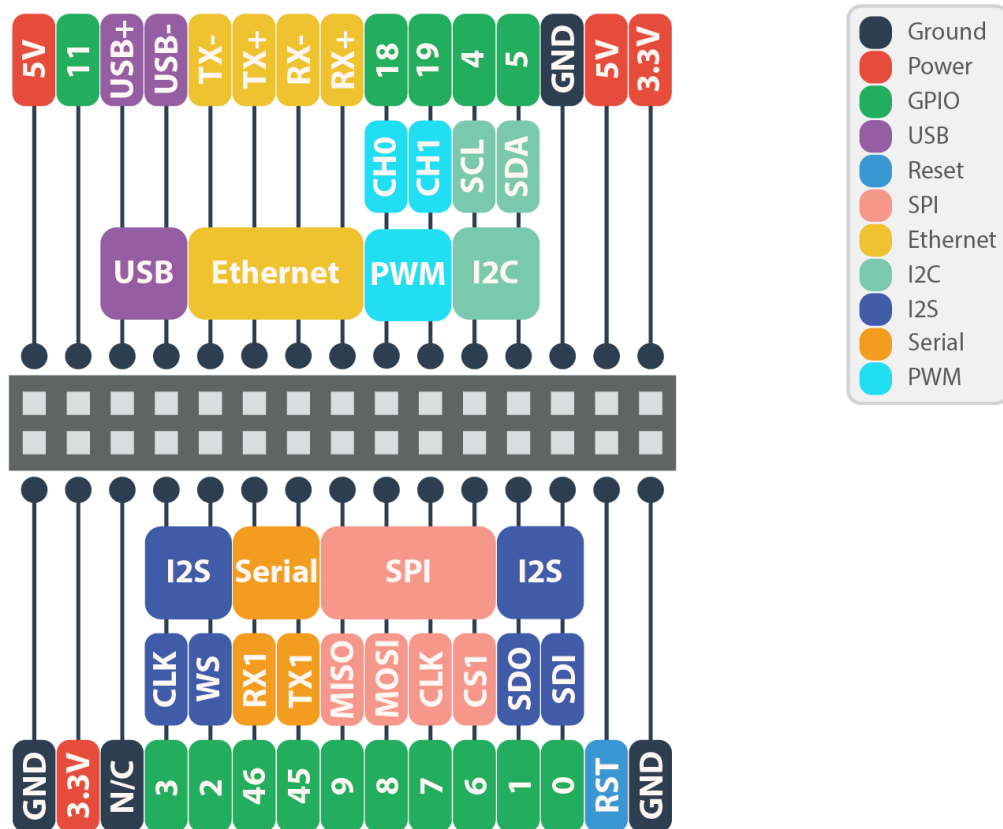 5V 11 USB+ USB- TX- TX+ RX- RX+ 18 19 4 5 GND 5V 3.3V
CH0 CH1 SCL SDA
USB Ethernet PWM I2C
I2S Serial SPI I2S
CLK WS RX1 TX1 MISO MOSI CLK CS1 SDO SDI
GND 3.3V N/C 3 2 46 45 9 8 7 6 1 0 RST GND
Ground
Power
GPIO
USB
Reset
SPI
Ethernet
I2C
I2S
Serial
PWM